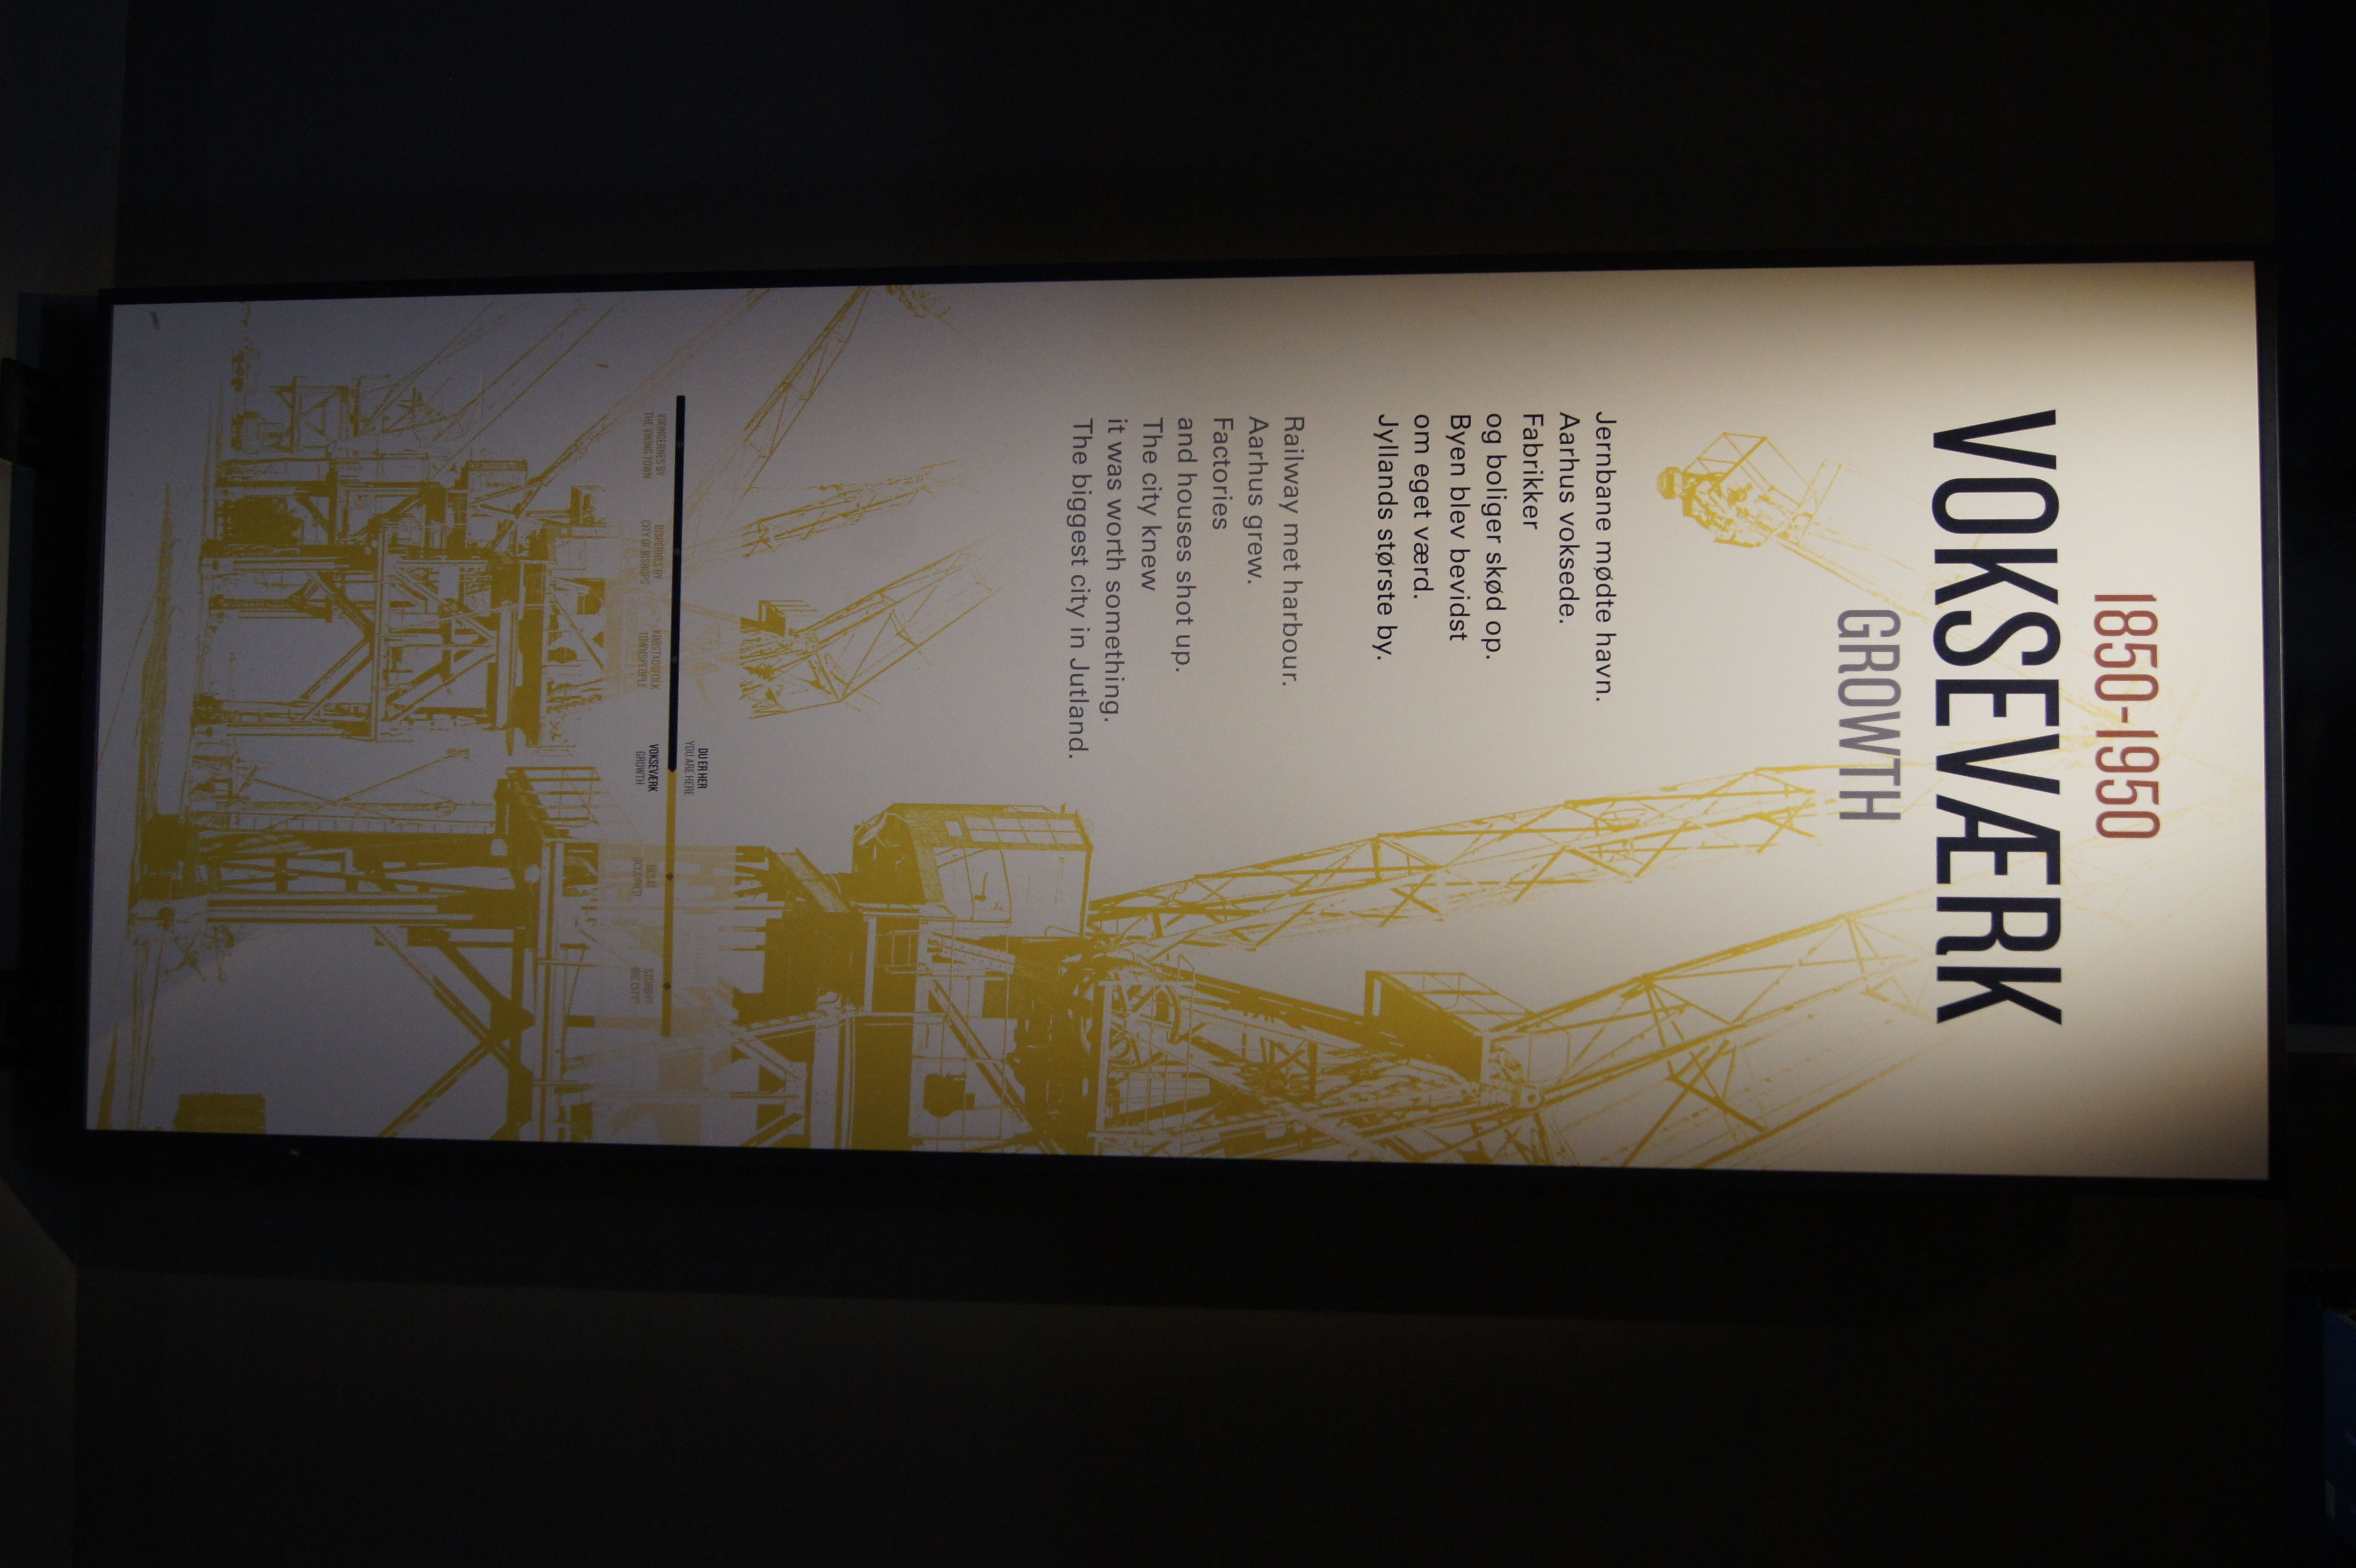 1850-1950
VOKSEVÆRK
GROWTH
Jernbane mødte havn.
Aarhus voksede.
Fabrikker
og boliger skød op.
Byen blev bevidst
om eget værd.
Jyllands største by.
Railway met harbour.
Aarhus grew.
Factories
and houses shot up.
The city knew
it was worth something.
The biggest city in Jutland.
DU ER HER
YOU ARE HERE
VIKINGERNES BY
THE VIKING TOWN
BISPERNES BY
CITY OF BISHOPS
KØBSTADSFOLK
TOWNSPEOPLE
VOKSEVÆRK
GROWTH
BESAT
OCCUPIED
STORBY?
BIG CITY?